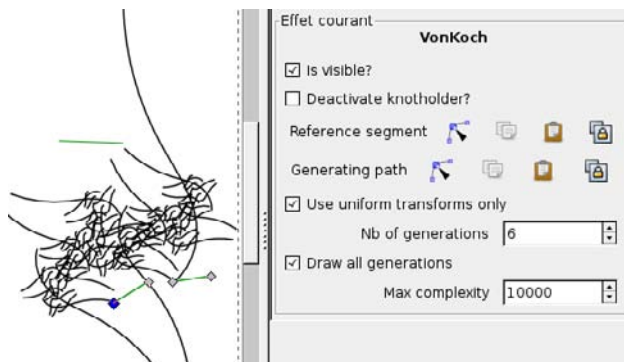 Effet courant
VonKoch
Is visible?
Deactivate knotholder?
Reference segment
Generating path
Use uniform transforms only
Nb of generations 6
Draw all generations
Max complexity 10000